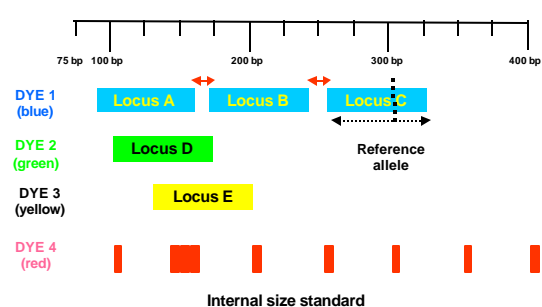 75 bp 100 bp 200 bp 300 bp 400 bp
DYE 1
(blue)
Locus A Locus B Locus C
DYE 2
(green)
Locus D
Reference
allele
DYE 3
(yellow)
Locus E
DYE 4
(red)
Internal size standard